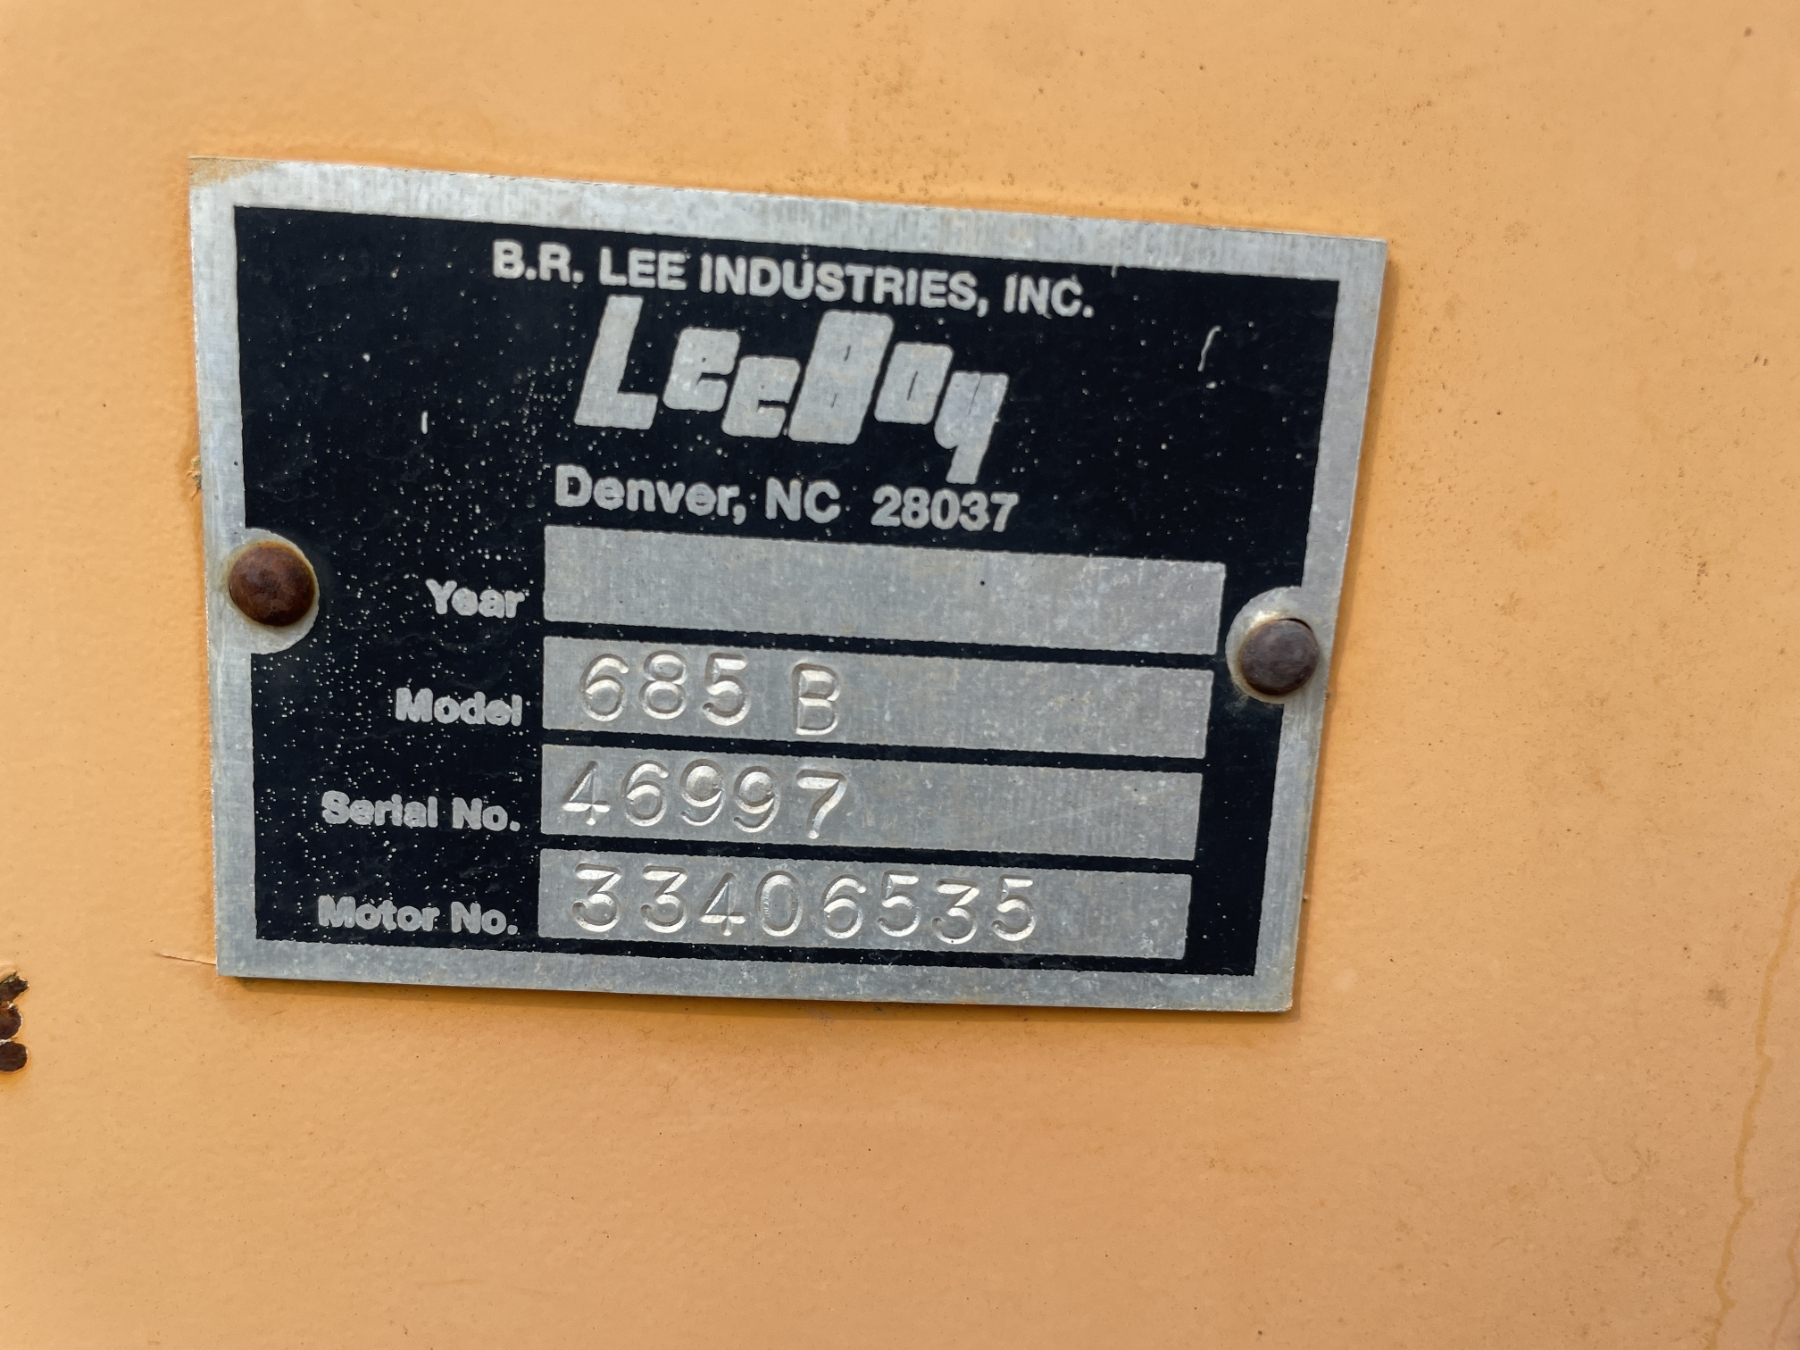 B.R. LEE INDUSTRIES, INC.
LeeBoy
Denver, NC 28037
Year
Model 685 B
Serial No. 46997
Motor No. 33406535